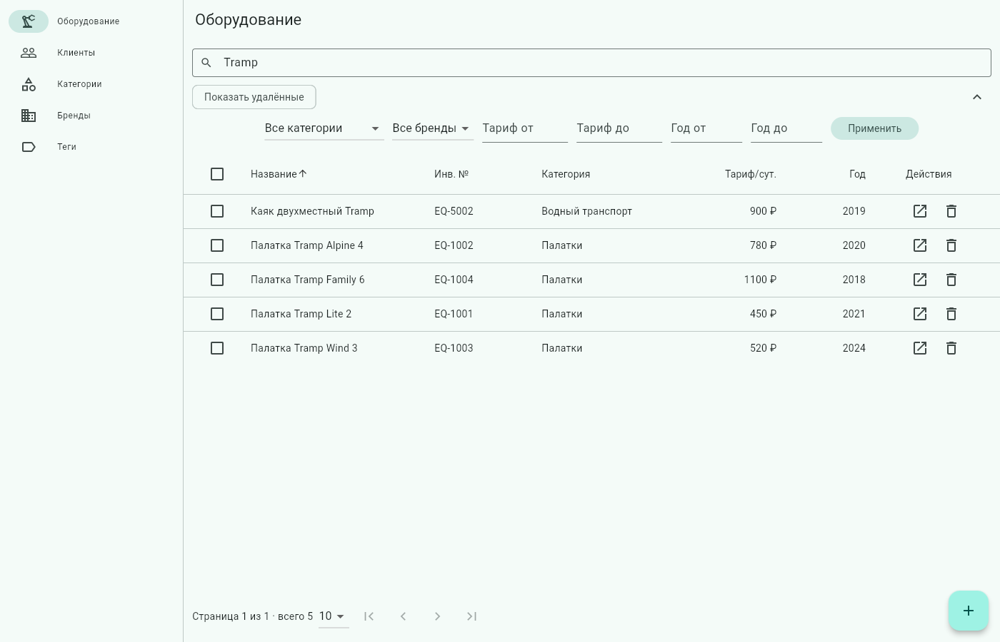 Оборудование
Клиенты
Категории
Бренды
Теги
Оборудование
Tramp
Показать удалённые
Все категории Все бренды Тариф от Тариф до Год от Год до Применить
Название Инв. № Категория Тариф/сут. Год Действия
Каяк двухместный Tramp EQ-5002 Водный транспорт 900 ₽ 2019
Палатка Tramp Alpine 4 EQ-1002 Палатки 780 ₽ 2020
Палатка Tramp Family 6 EQ-1004 Палатки 1100 ₽ 2018
Палатка Tramp Lite 2 EQ-1001 Палатки 450 ₽ 2021
Палатка Tramp Wind 3 EQ-1003 Палатки 520 ₽ 2024
Страница 1 из 1 · всего 5 10